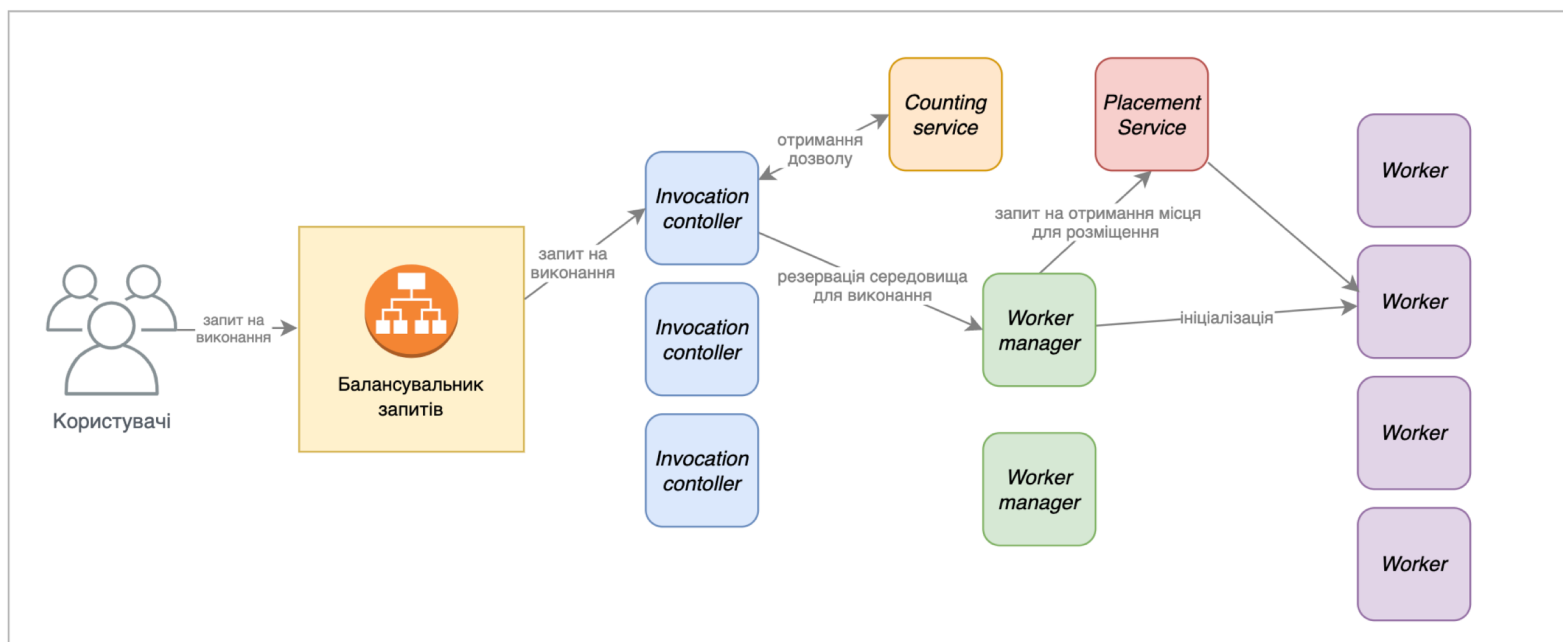 Counting
service
Placement
Service
отримання
дозволу
Invocation
contoller
Worker
запит на отримання місця
для розміщення
запит на
виконання
резервація середовища
для виконання
запит на
виконання
Worker
manager
ініціалізація
Worker
Invocation
contoller
Балансувальник
запитів
Користувачі
Invocation
contoller
Worker
manager
Worker
Worker